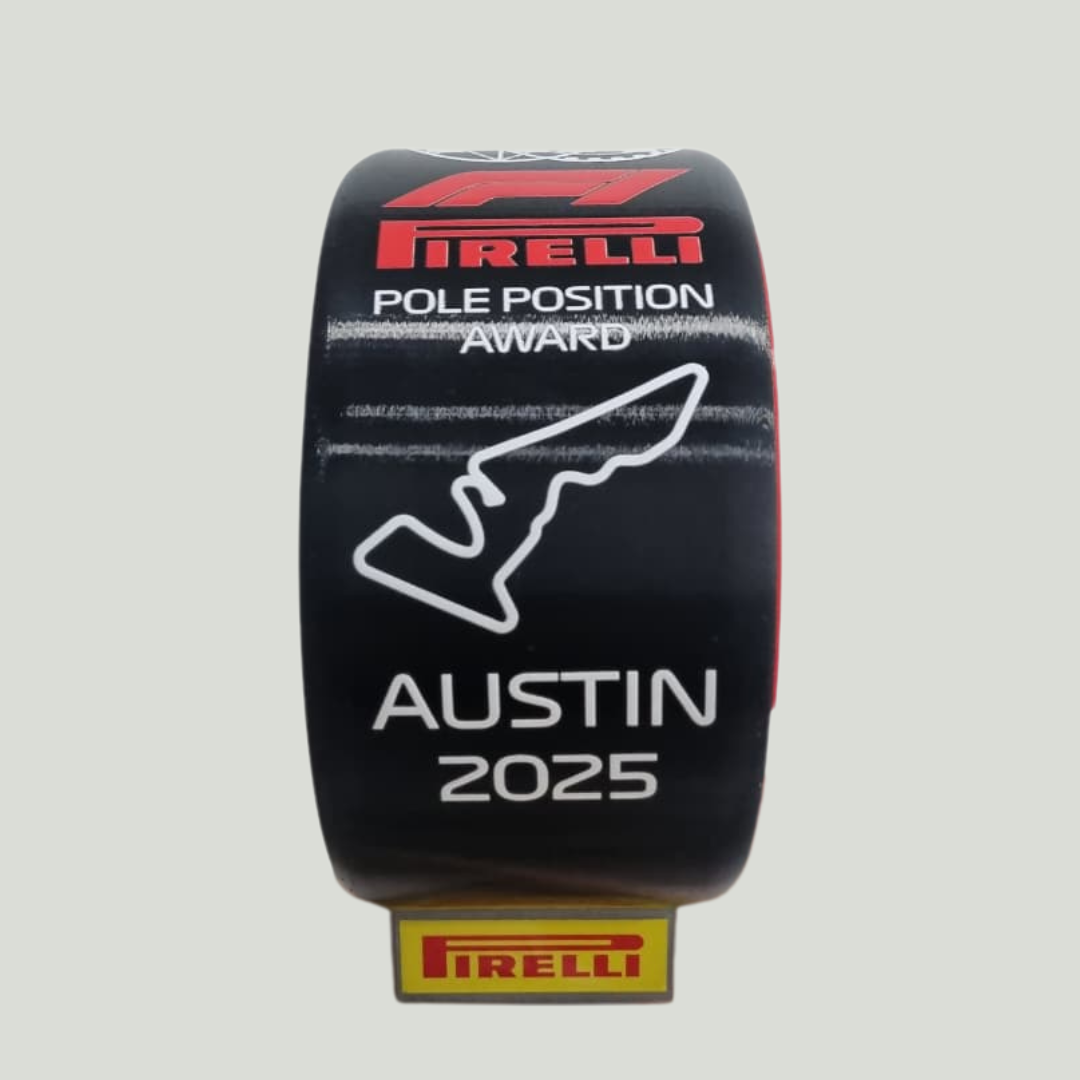 F1
PIRELLI
POLE POSITION
AWARD
AUSTIN
2025
PIRELLI